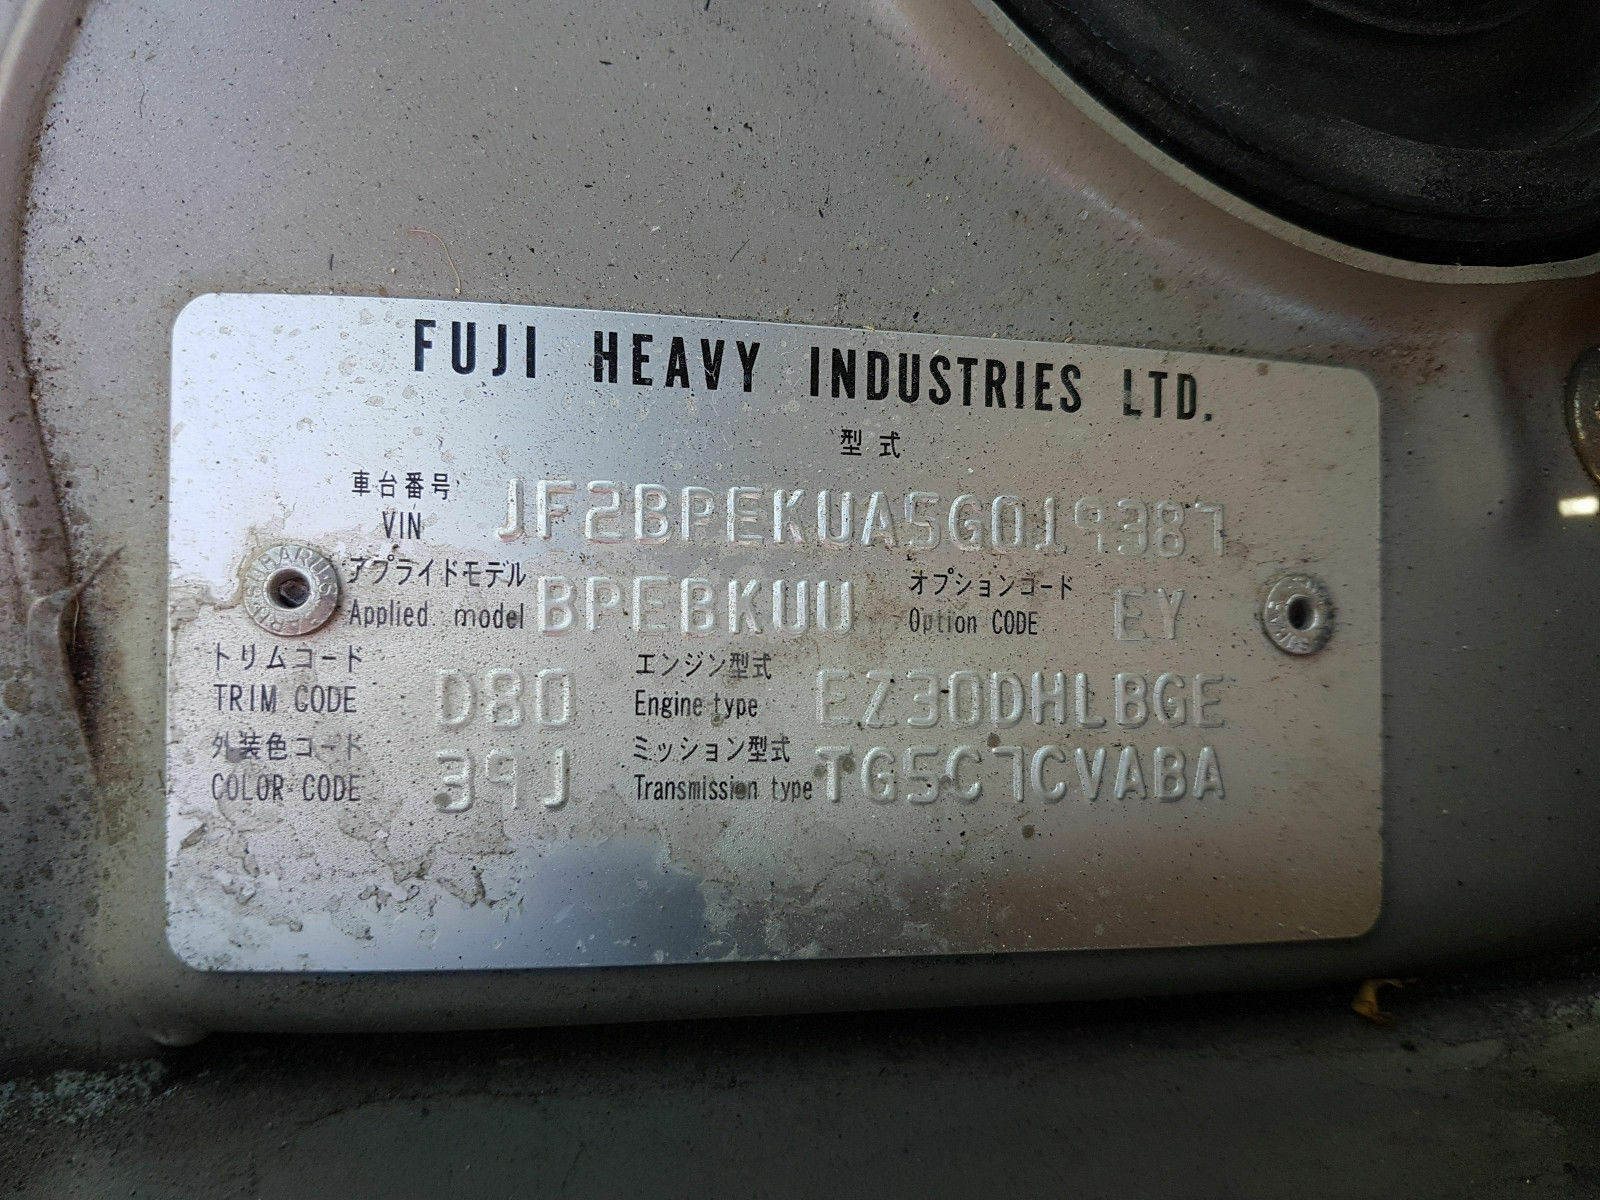 FUJI HEAVY INDUSTRIES LTD.
型式
車台番号
VIN JF2BPEKUA5G019387
アプライドモデル オプションコード
Applied model BPEBKUU Option CODE EY
トリムコード エンジン型式
TRIM CODE D80 Engine type EZ30DHLBGE
外装色コード ミッション型式
COLOR CODE 39J Transmission type TG5C7CVABA
SUBARU